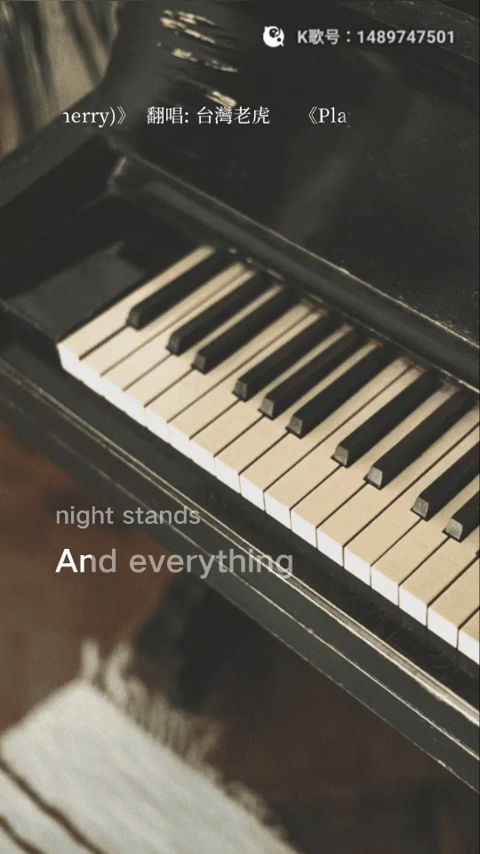 K歌号：1489747501
herry)》 翻唱: 台灣老虎 《Pla
night stands
And everything